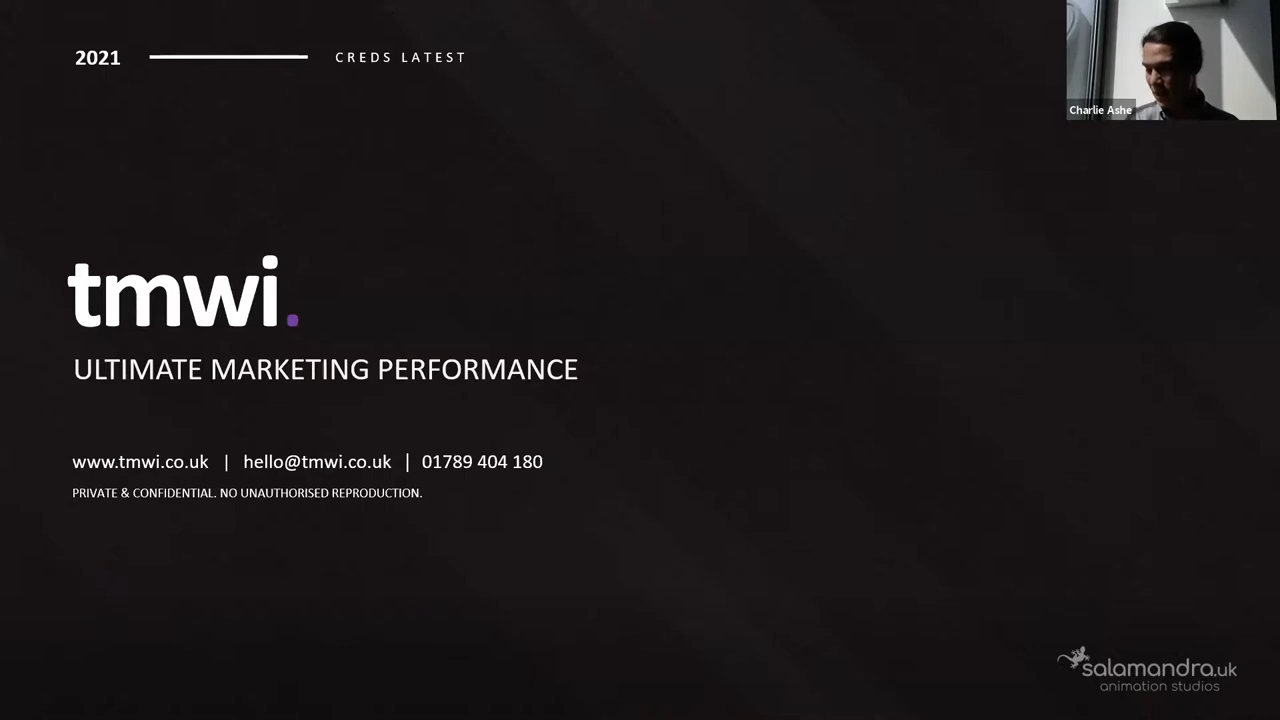 2021 CREDS LATEST
Charlie Ashe
tmwi.
ULTIMATE MARKETING PERFORMANCE
www.tmwi.co.uk | hello@tmwi.co.uk | 01789 404 180
PRIVATE & CONFIDENTIAL. NO UNAUTHORISED REPRODUCTION.
salamandra.uk
animation studios